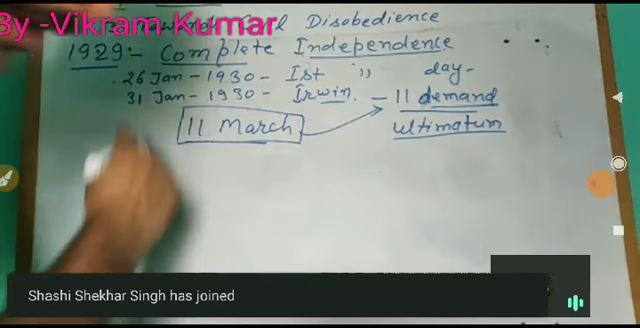 By -Vikram Kumar
Civil Disobedience
1929:- Complete Independence
26 Jan - 1930 - Ist " day -
31 Jan - 1930 - Irwin. - 11 demand
11 March ultimatum
Shashi Shekhar Singh has joined